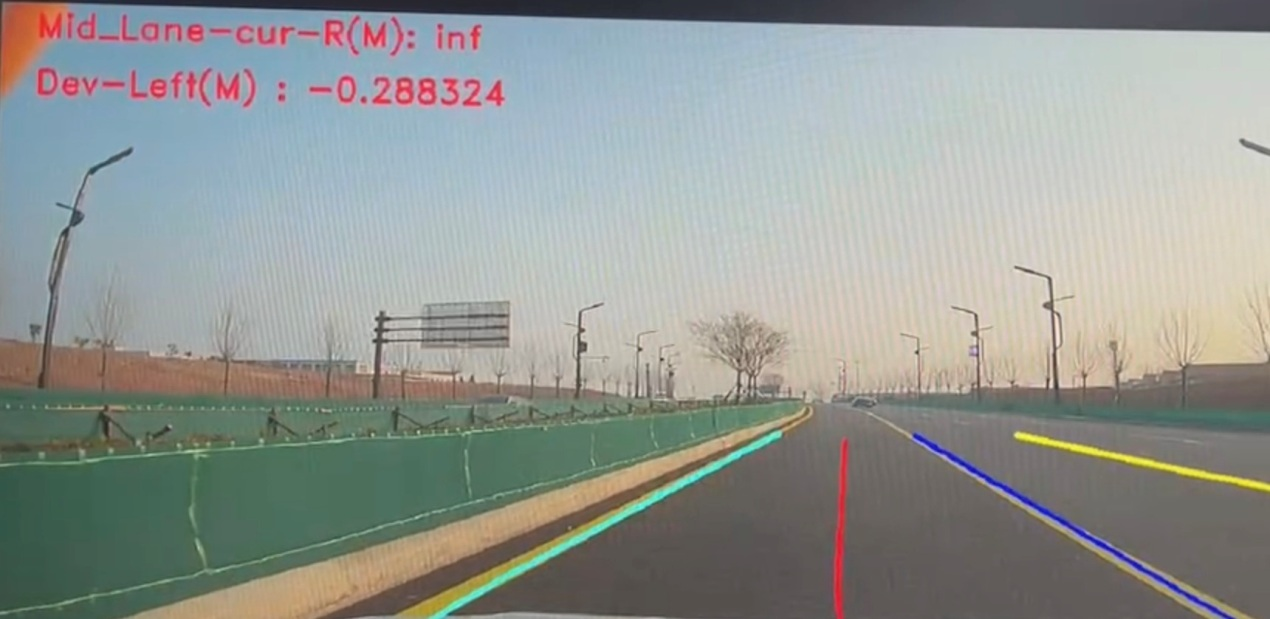 Mid_Lane-cur-R(M): inf
Dev-Left(M) : -0.288324